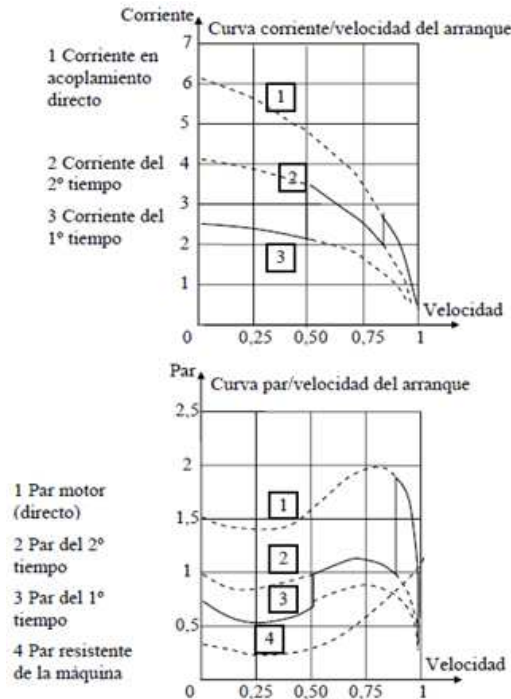 Corriente
Curva corriente/velocidad del arranque
7
6
5
4
3
2
1
0
0,25
0,50
0,75
1
Velocidad
1 Corriente en
acoplamiento
directo
2 Corriente del
2º tiempo
3 Corriente del
1º tiempo
1
2
3
Par
Curva par/velocidad del arranque
2,5
2
1,5
1
0,5
0
0,25
0,50
0,75
1
Velocidad
1 Par motor
(directo)
2 Par del 2º
tiempo
3 Par del 1º
tiempo
4 Par resistente
de la máquina
1
2
3
4